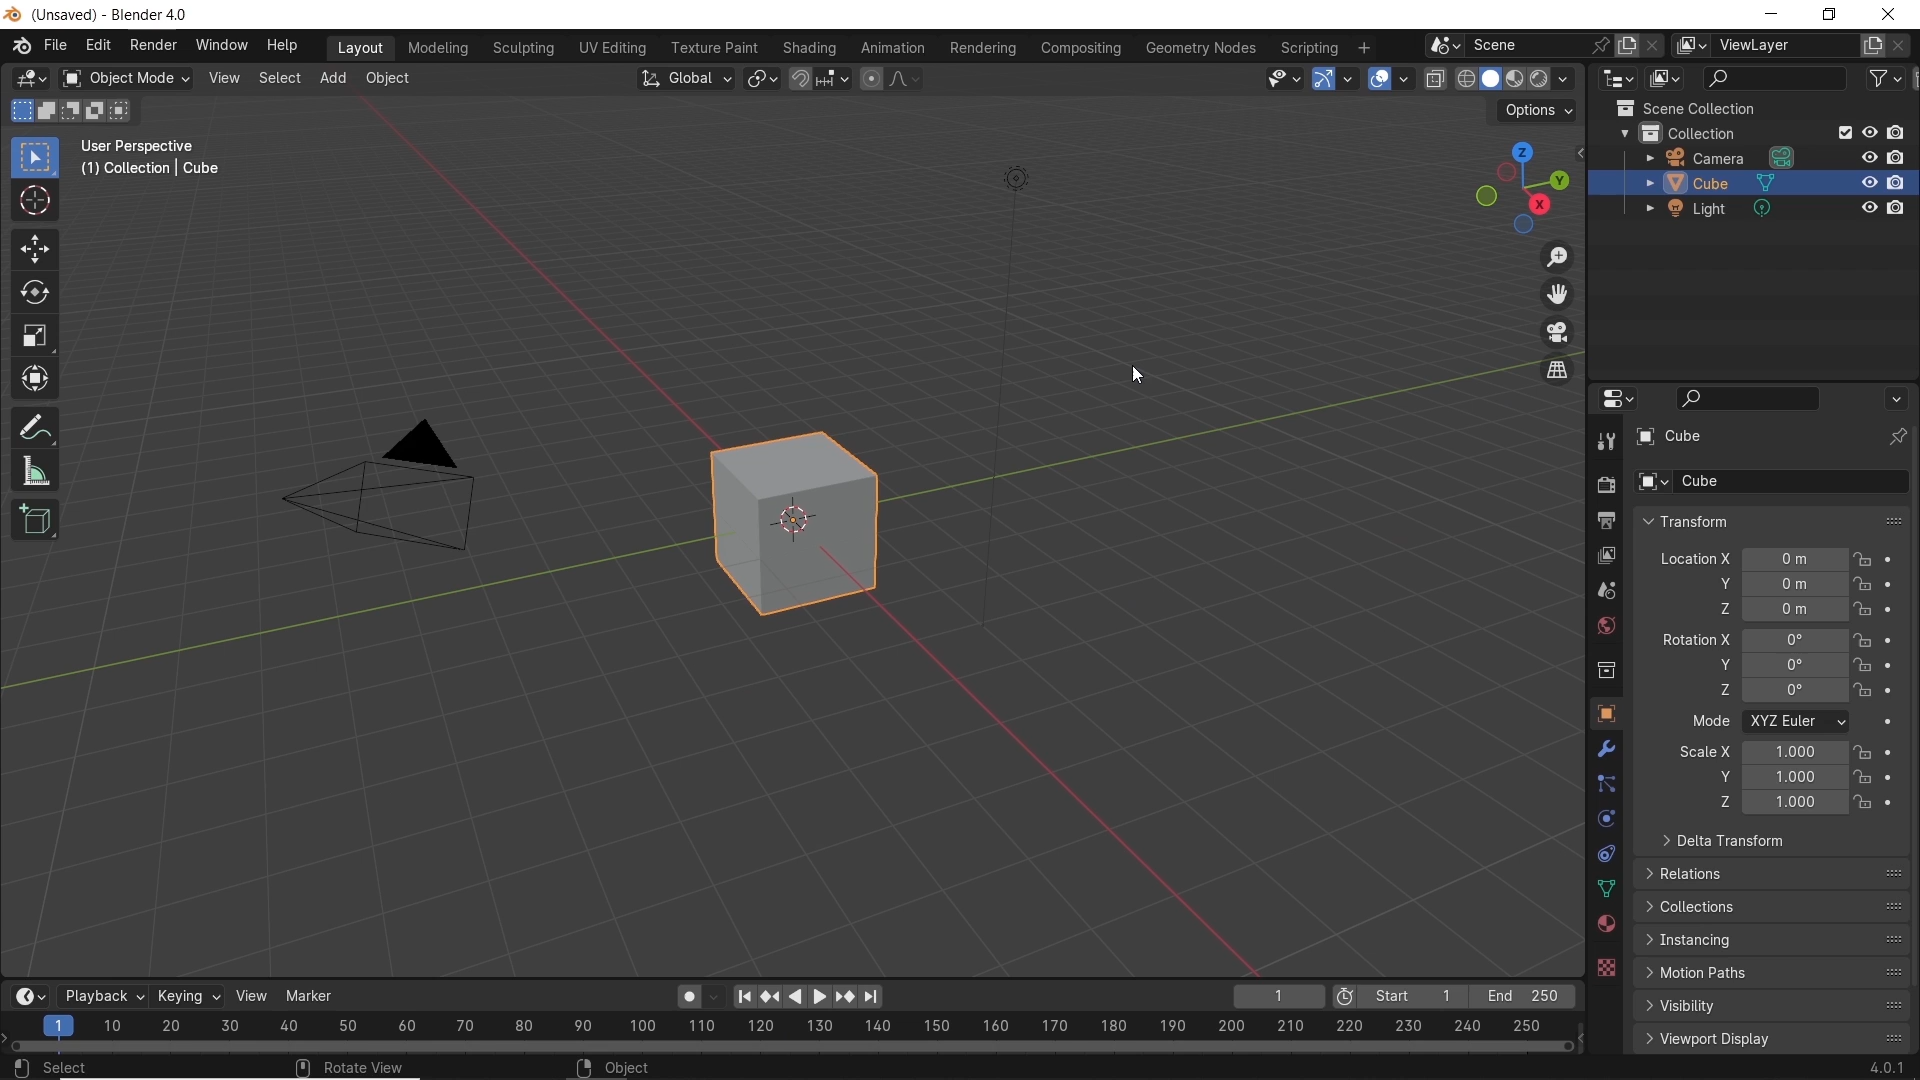 (Unsaved) - Blender 4.0
File Edit Render Window Help Layout Modeling Sculpting UV Editing Texture Paint Shading Animation Rendering Compositing Geometry Nodes Scripting + Scene ViewLayer
Object Mode View Select Add Object Global
Options
User Perspective
(1) Collection | Cube
Z
Y
X
Scene Collection
Collection
Camera
Cube
Light
Cube
Cube
Transform
Location X 0 m
Y 0 m
Z 0 m
Rotation X 0°
Y 0°
Z 0°
Mode XYZ Euler
Scale X 1.000
Y 1.000
Z 1.000
Delta Transform
Relations
Collections
Instancing
Motion Paths
Visibility
Viewport Display
Playback Keying View Marker 1 Start 1 End 250
1 10 20 30 40 50 60 70 80 90 100 110 120 130 140 150 160 170 180 190 200 210 220 230 240 250
Select Rotate View Object 4.0.1